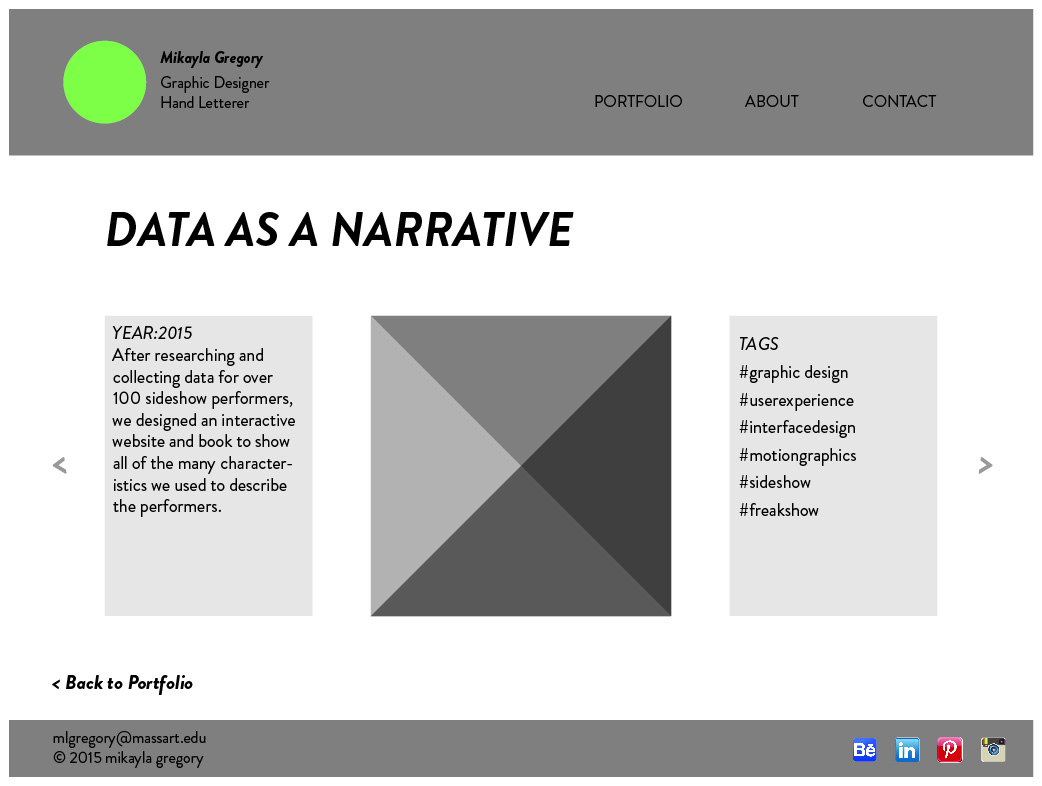 Mikayla Gregory
Graphic Designer
Hand Letterer
PORTFOLIO ABOUT CONTACT
DATA AS A NARRATIVE
YEAR:2015
After researching and
collecting data for over
100 sideshow performers,
we designed an interactive
website and book to show
all of the many character-
istics we used to describe
the performers.
TAGS
#graphic design
#userexperience
#interfacedesign
#motiongraphics
#sideshow
#freakshow
<
>
< Back to Portfolio
mlgregory@massart.edu
© 2015 mikayla gregory
Bē in